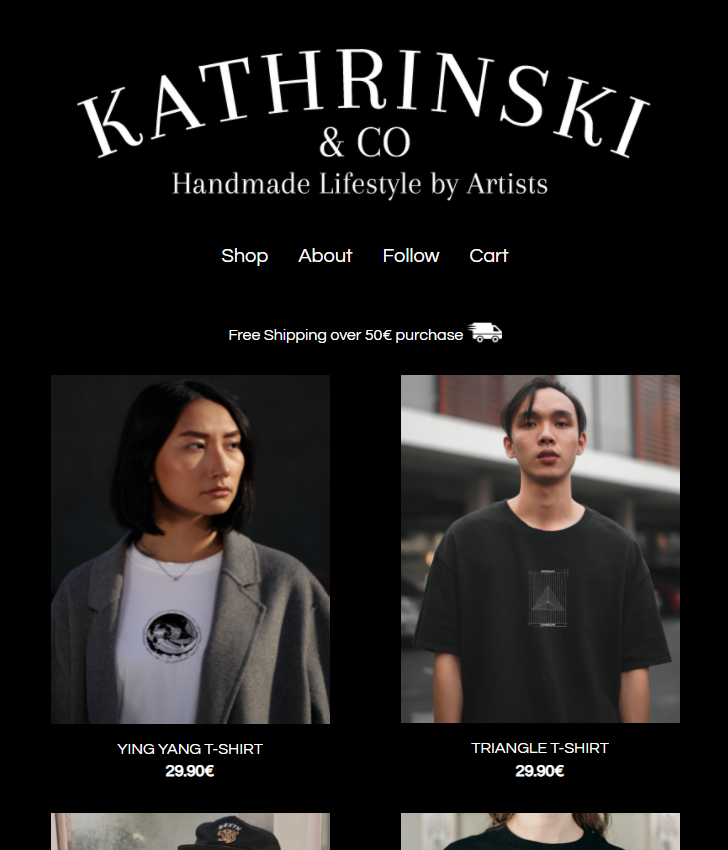 KATHRINSKI
& CO
Handmade Lifestyle by Artists
Shop About Follow Cart
Free Shipping over 50€ purchase
YING YANG T-SHIRT
29.90€
TRIANGLE T-SHIRT
29.90€